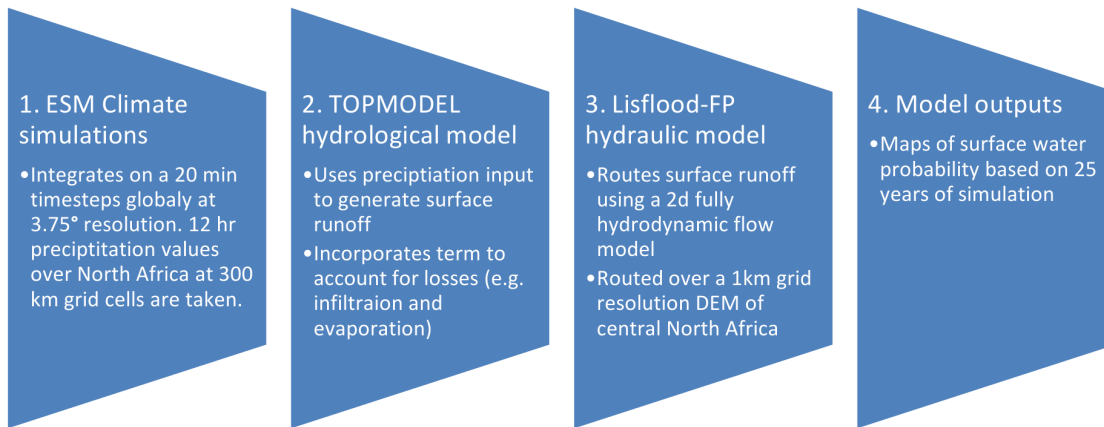 1. ESM Climate
simulations
•Integrates on a 20 min
timesteps globaly at
3.75° resolution. 12 hr
preciptitation values
over North Africa at 300
km grid cells are taken.
2. TOPMODEL
hydrological model
•Uses preciptiation input
to generate surface
runoff
•Incorporates term to
account for losses (e.g.
infiltraion and
evaporation)
3. Lisflood-FP
hydraulic model
•Routes surface runoff
using a 2d fully
hydrodynamic flow
model
•Routed over a 1km grid
resolution DEM of
central North Africa
4. Model outputs
•Maps of surface water
probability based on 25
years of simulation